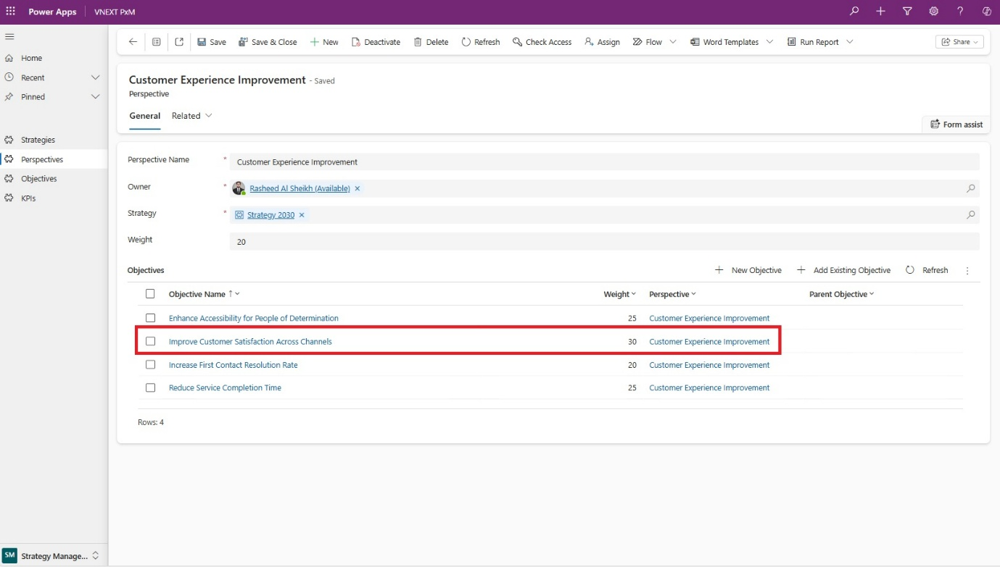 Power Apps VNEXT PxM
Save Save & Close New Deactivate Delete Refresh Check Access Assign Flow Word Templates Run Report Share
Home
Recent
Pinned
Strategies
Perspectives
Objectives
KPIs
Customer Experience Improvement - Saved
Perspective
General Related
Form assist
Perspective Name * Customer Experience Improvement
Owner * Rasheed Al Sheikh (Available)
Strategy * Strategy 2030
Weight 20
Objectives New Objective Add Existing Objective Refresh
Objective Name Weight Perspective Parent Objective
Enhance Accessibility for People of Determination 25 Customer Experience Improvement
Improve Customer Satisfaction Across Channels 30 Customer Experience Improvement
Increase First Contact Resolution Rate 20 Customer Experience Improvement
Reduce Service Completion Time 25 Customer Experience Improvement
Rows: 4
SM Strategy Manage...